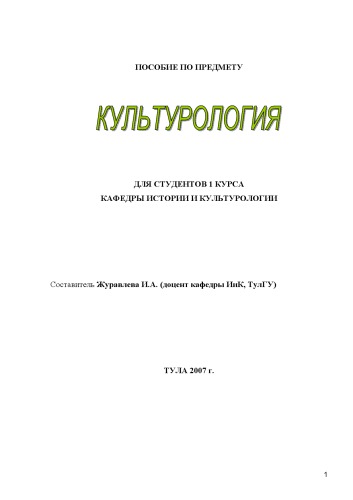 ПОСОБИЕ ПО ПРЕДМЕТУ
КУЛЬТУРОЛОГИЯ
ДЛЯ СТУДЕНТОВ 1 КУРСА
КАФЕДРЫ ИСТОРИИ И КУЛЬТУРОЛОГИИ
Составитель Журавлева И.А. (доцент кафедры ИиК, ТулГУ)
ТУЛА 2007 г.
1